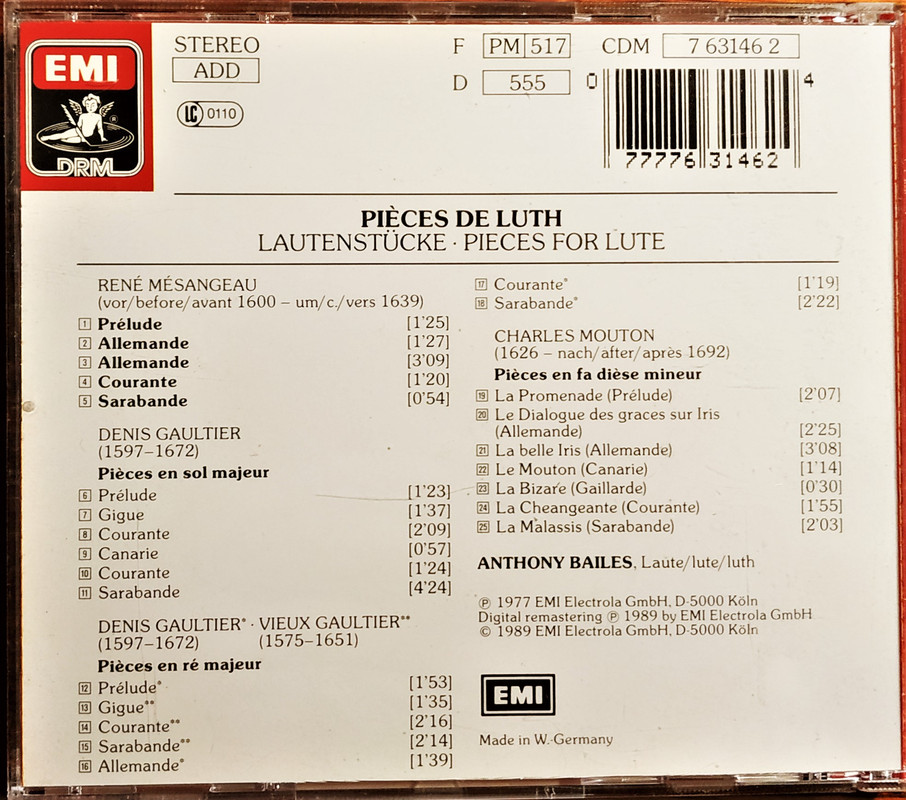 EMI
DRM
STEREO
ADD
LC 0110
F PM 517 CDM 7 63146 2
D 555
0 77776 31462 4
PIÈCES DE LUTH
LAUTENSTÜCKE · PIECES FOR LUTE
RENÉ MÉSANGEAU
(vor/before/avant 1600 – um/c./vers 1639)
1 Prélude [1'25]
2 Allemande [1'27]
3 Allemande [3'09]
4 Courante [1'20]
5 Sarabande [0'54]
DENIS GAULTIER
(1597–1672)
Pièces en sol majeur
6 Prélude [1'23]
7 Gigue [1'37]
8 Courante [2'09]
9 Canarie [0'57]
10 Courante [1'24]
11 Sarabande [4'24]
DENIS GAULTIER* · VIEUX GAULTIER**
(1597–1672) (1575–1651)
Pièces en ré majeur
12 Prélude* [1'53]
13 Gigue** [1'35]
14 Courante** [2'16]
15 Sarabande** [2'14]
16 Allemande* [1'39]
17 Courante* [1'19]
18 Sarabande* [2'22]
CHARLES MOUTON
(1626 – nach/after/après 1692)
Pièces en fa dièse mineur
19 La Promenade (Prélude) [2'07]
20 Le Dialogue des graces sur Iris
(Allemande) [2'25]
21 La belle Iris (Allemande) [3'08]
22 Le Mouton (Canarie) [1'14]
23 La Bizare (Gaillarde) [0'30]
24 La Cheangeante (Courante) [1'55]
25 La Malassis (Sarabande) [2'03]
ANTHONY BAILES, Laute/lute/luth
℗ 1977 EMI Electrola GmbH, D-5000 Köln
Digital remastering ℗ 1989 by EMI Electrola GmbH
© 1989 EMI Electrola GmbH, D-5000 Köln
EMI
Made in W.-Germany